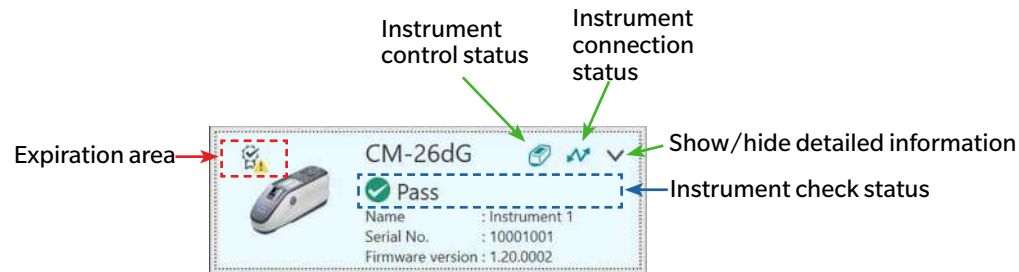 Instrument
control status
Instrument
connection
status
Expiration area
CM-26dG
Show/hide detailed information
Pass
Instrument check status
Name : Instrument 1
Serial No. : 10001001
Firmware version : 1.20.0002